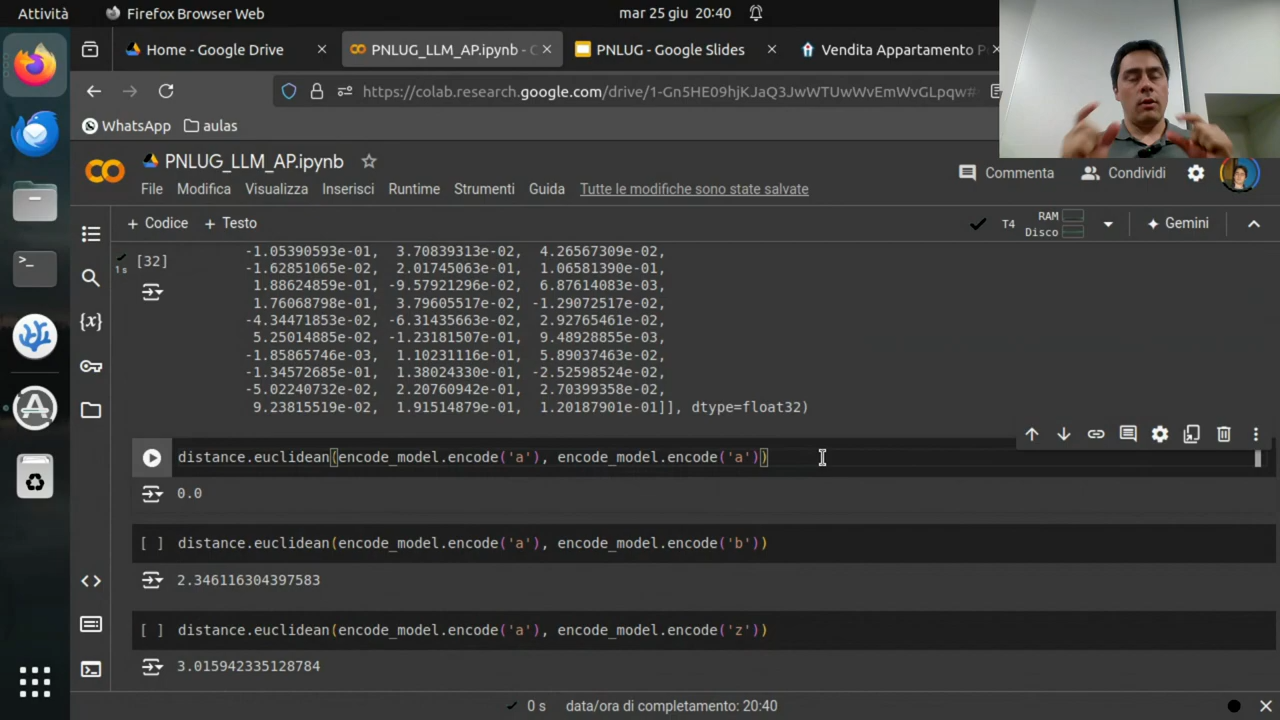 Attività
Firefox Browser Web
mar 25 giu 20:40
Home - Google Drive
PNLUG_LLM_AP.ipynb - C
PNLUG - Google Slides
Vendita Appartamento P
https://colab.research.google.com/drive/1-Gn5HE09hjKJaQ3JwWTUwWvEmWvGLpqw#
WhatsApp
aulas
PNLUG_LLM_AP.ipynb
Commenta
Condividi
File Modifica Visualizza Inserisci Runtime Strumenti Guida Tutte le modifiche sono state salvate
+ Codice + Testo
T4
RAM
Disco
Gemini
-1.05390593e-01, 3.70839313e-02, 4.26567309e-02,
[32]
1s
-1.62851065e-02, 2.01745063e-01, 1.06581390e-01,
1.88624859e-01, -9.57921296e-02, 6.87614083e-03,
1.76068798e-01, 3.79605517e-02, -1.29072517e-02,
-4.34471853e-02, -6.31435663e-02, 2.92765461e-02,
5.25014885e-02, -1.23181507e-01, 9.48928855e-03,
-1.85865746e-03, 1.10231116e-01, 5.89037463e-02,
-1.34572685e-01, 1.38024330e-01, -2.52598524e-02,
-5.02240732e-02, 2.20760942e-01, 2.70399358e-02,
9.23815519e-02, 1.91514879e-01, 1.20187901e-01]], dtype=float32)
distance.euclidean(encode_model.encode('a'), encode_model.encode('a'))
0.0
[ ] distance.euclidean(encode_model.encode('a'), encode_model.encode('b'))
2.346116304397583
[ ] distance.euclidean(encode_model.encode('a'), encode_model.encode('z'))
3.015942335128784
0 s data/ora di completamento: 20:40